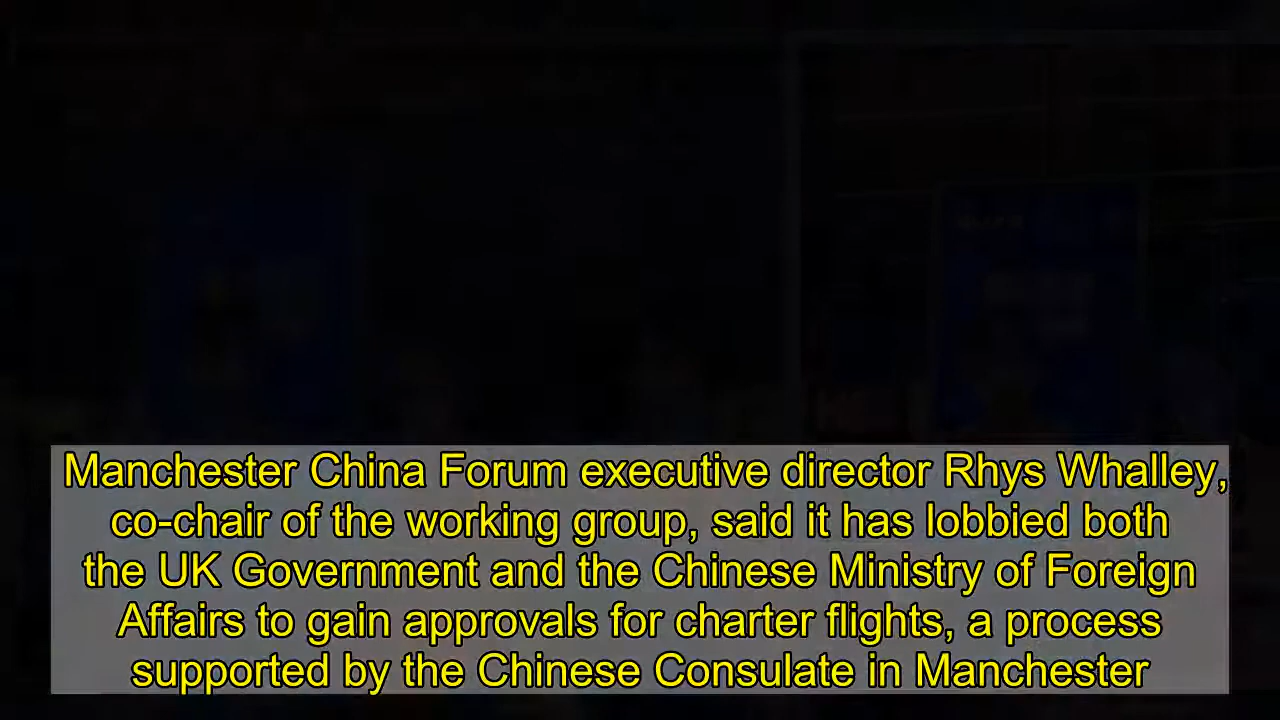 Manchester China Forum executive director Rhys Whalley,
co-chair of the working group, said it has lobbied both
the UK Government and the Chinese Ministry of Foreign
Affairs to gain approvals for charter flights, a process
supported by the Chinese Consulate in Manchester